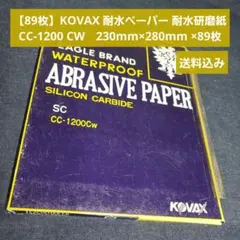 【89枚】KOVAX 耐水ペーパー 耐水研磨紙
CC-1200 CW 230mm×280mm ×89枚
送料込み
EAGLE BRAND
WATERPROOF
ABRASIVE PAPER
SILICON CARBIDE
SC
CC-1200Cw
KOVAX